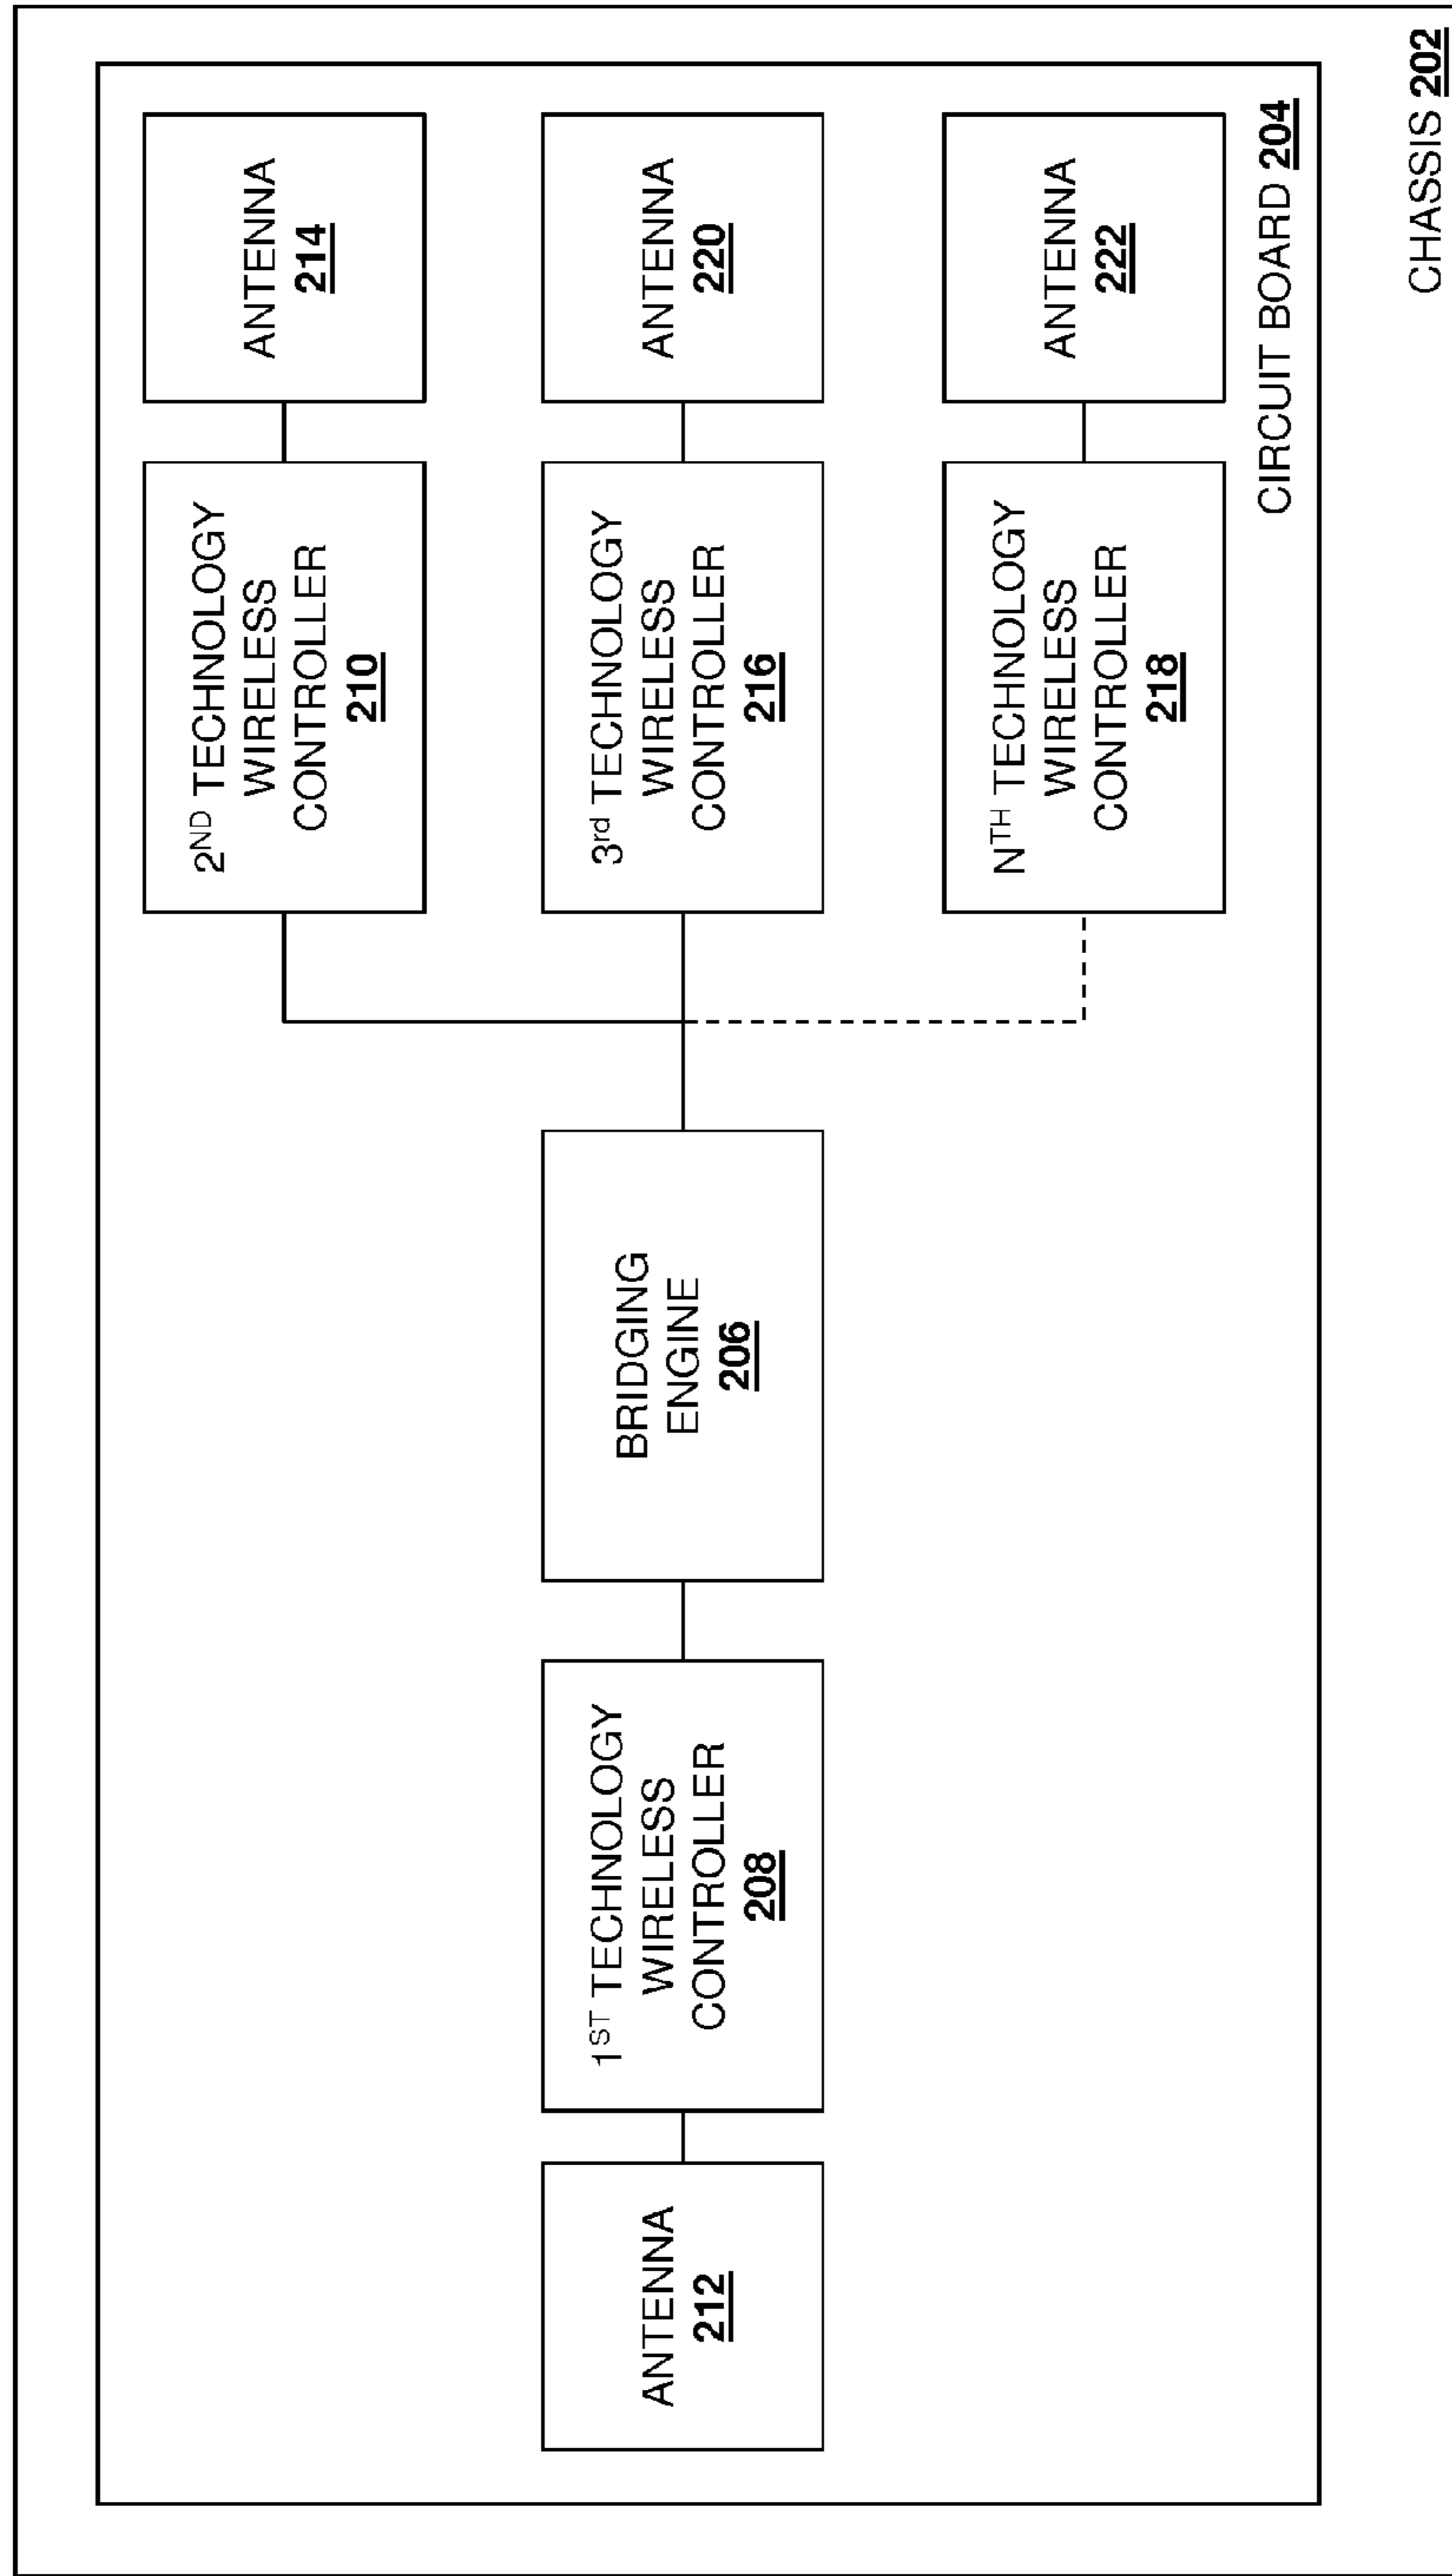 ANTENNA
212
1ST TECHNOLOGY
WIRELESS
CONTROLLER
208
BRIDGING
ENGINE
206
2ND TECHNOLOGY
WIRELESS
CONTROLLER
210
ANTENNA
214
3rd TECHNOLOGY
WIRELESS
CONTROLLER
216
ANTENNA
220
NTH TECHNOLOGY
WIRELESS
CONTROLLER
218
ANTENNA
222
CIRCUIT BOARD 204
CHASSIS 202